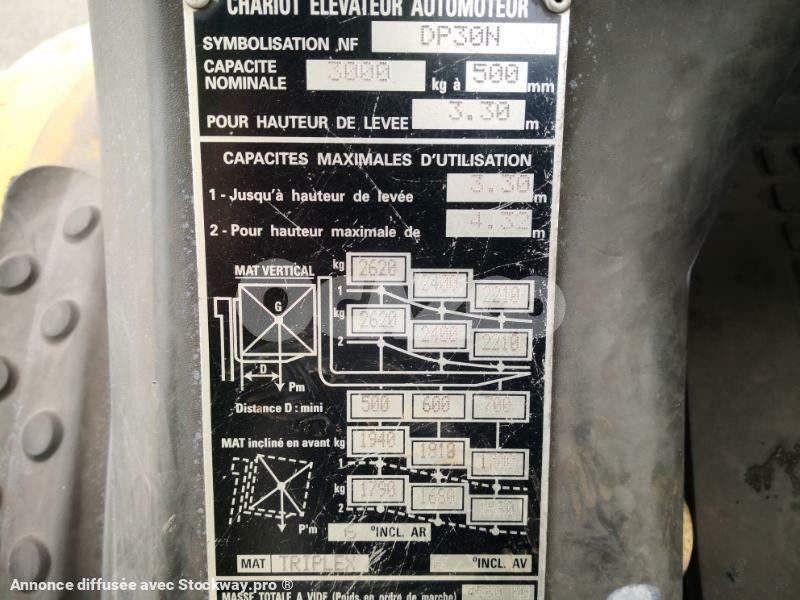 CHARIOT ELEVATEUR AUTOMOTEUR
SYMBOLISATION NF DP30N
CAPACITE NOMINALE 3000 kg à 500 mm
POUR HAUTEUR DE LEVEE 3.30 m
CAPACITES MAXIMALES D'UTILISATION
1 - Jusqu'à hauteur de levée 3.30 m
2 - Pour hauteur maximale de 4.32 m
MAT VERTICAL
kg 2620 2400 2210
1
G
kg 2620 2400 2210
2
D
Pm
Distance D : mini 500 600 700
MAT incliné en avant kg 1940 1810
1
kg 1790 1680
2
P'm
6 °INCL. AR
MAT TRIPLEX °INCL. AV
MASSE TOTALE A VIDE (Poids en ordre de marche)
Annonce diffusée avec Stockway.pro ®